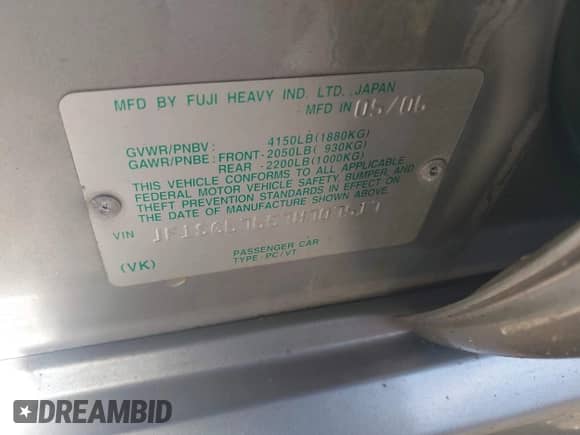 MFD BY FUJI HEAVY IND. LTD. JAPAN
MFD IN 05/06
GVWR/PNBV : 4150LB(1880KG)
GAWR/PNBE : FRONT-2050LB( 930KG)
REAR -2200LB(1000KG)
THIS VEHICLE CONFORMS TO ALL APPLICABLE
FEDERAL MOTOR VEHICLE SAFETY, BUMPER, AND
THEFT PREVENTION STANDARDS IN EFFECT ON
THE DATE OF MANUFACTURE SHOWN ABOVE.
VIN
(VK)
PASSENGER CAR
TYPE : PC/VT
DREAMBID